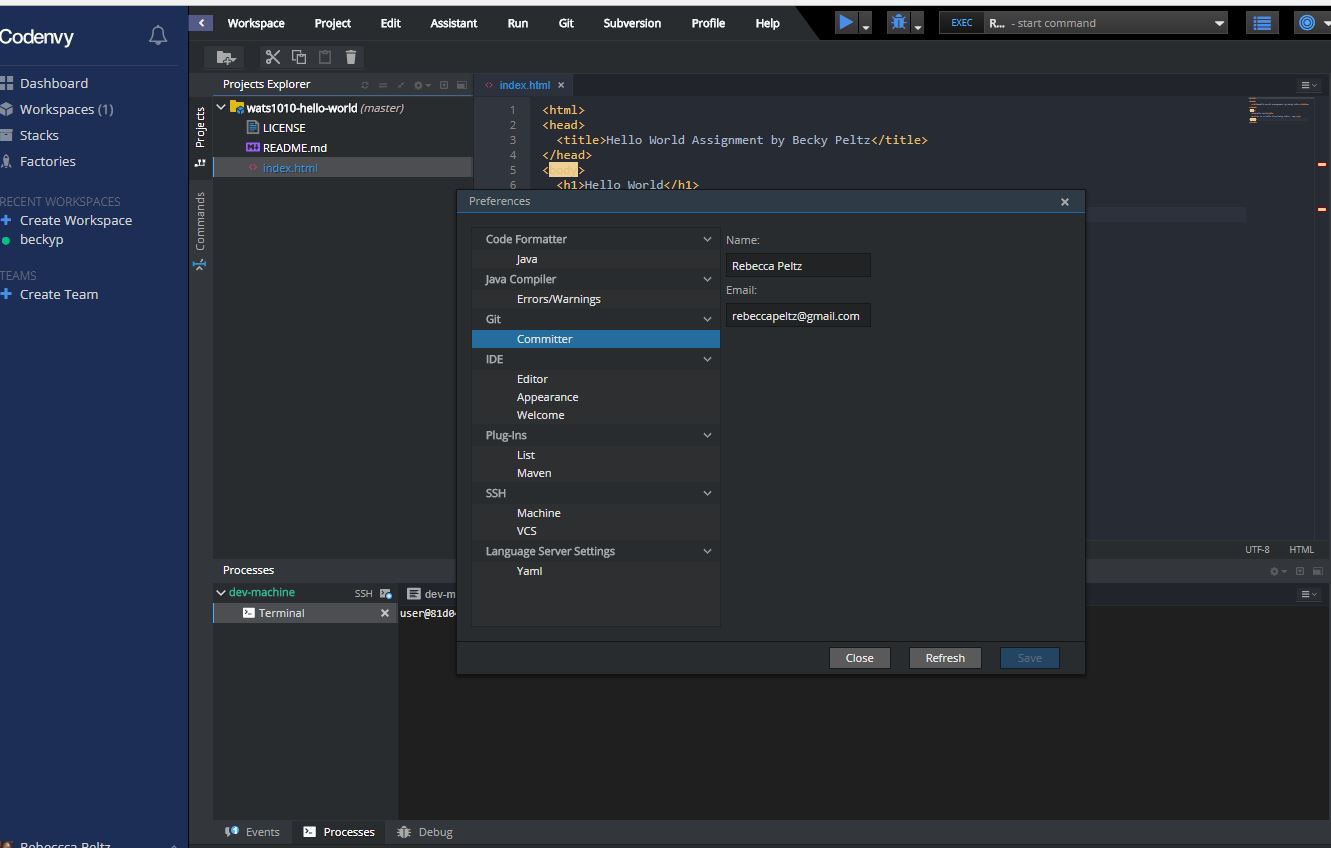 Codenvy
Workspace Project Edit Assistant Run Git Subversion Profile Help
EXEC R... - start command
Dashboard
Workspaces (1)
Stacks
Factories
RECENT WORKSPACES
Create Workspace
beckyp
TEAMS
Create Team
Rebeccca Peltz
Projects
Commands
Projects Explorer
wats1010-hello-world (master)
LICENSE
README.md
index.html
index.html ×
1 <html>
2 <head>
3 <title>Hello World Assignment by Becky Peltz</title>
4 </head>
5 < >
6 <h1>Hello World</h1>
Preferences
Code Formatter
Java
Java Compiler
Errors/Warnings
Git
Committer
IDE
Editor
Appearance
Welcome
Plug-Ins
List
Maven
SSH
Machine
VCS
Language Server Settings
Yaml
Name:
Rebecca Peltz
Email:
rebeccapeltz@gmail.com
Close Refresh Save
UTF-8 HTML
Processes
dev-machine SSH
Terminal
dev-m
user@81d0
Events Processes Debug